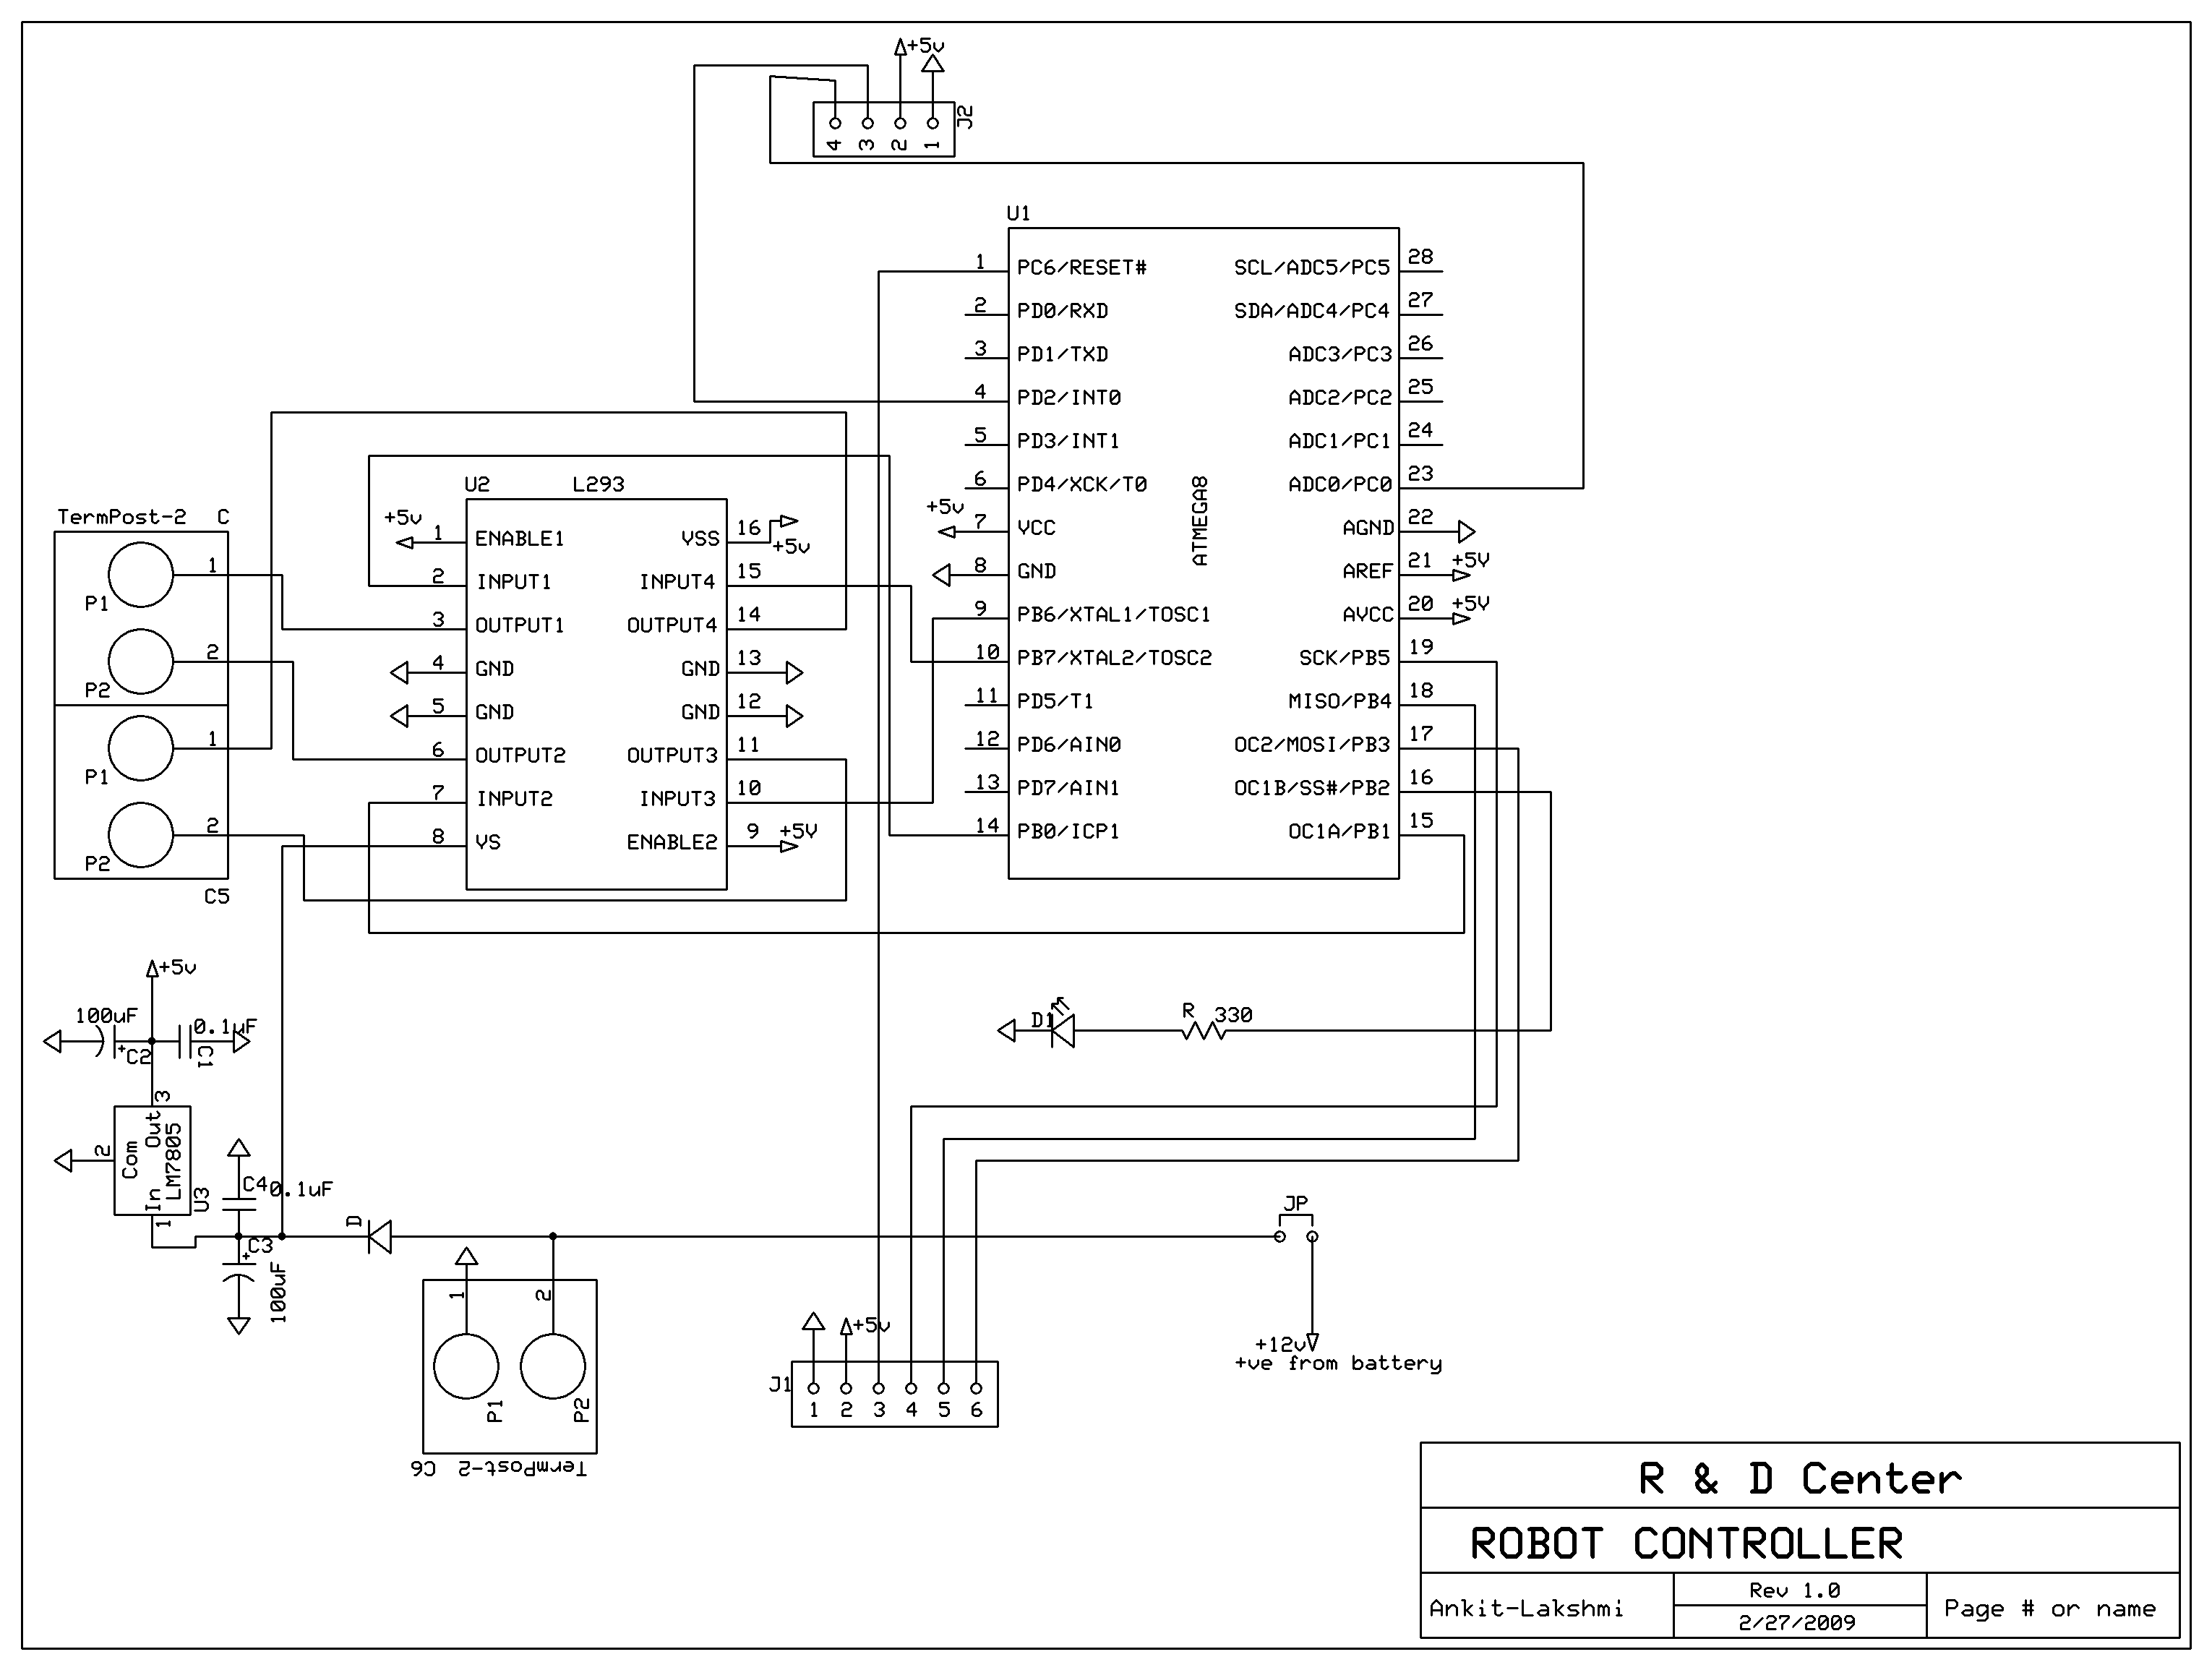 +5v
J2
4 3 2 1
U1
1 PC6/RESET# SCL/ADC5/PC5 28
2 PD0/RXD SDA/ADC4/PC4 27
3 PD1/TXD ADC3/PC3 26
4 PD2/INT0 ADC2/PC2 25
5 PD3/INT1 ADC1/PC1 24
6 PD4/XCK/T0 ADC0/PC0 23
+5v
7 VCC AGND 22
8 GND AREF 21 +5V
9 PB6/XTAL1/TOSC1 AVCC 20 +5V
10 PB7/XTAL2/TOSC2 SCK/PB5 19
11 PD5/T1 MISO/PB4 18
12 PD6/AIN0 OC2/MOSI/PB3 17
13 PD7/AIN1 OC1B/SS#/PB2 16
14 PB0/ICP1 OC1A/PB1 15
ATMEGA8
U2 L293
+5v
1 ENABLE1 VSS 16
+5v
2 INPUT1 INPUT4 15
3 OUTPUT1 OUTPUT4 14
4 GND GND 13
5 GND GND 12
6 OUTPUT2 OUTPUT3 11
7 INPUT2 INPUT3 10
8 VS ENABLE2 9 +5V
TermPost-2 C
1
P1
2
P2
1
P1
2
P2
C5
+5v
100uF
0.1uF
C2
C1
3
Out
2
Com
LM7805
In
U3
1
C4
0.1uF
C3
100uF
D
1
2
P1
P2
C6 TermPost-2
D1
R 330
JP
+12v
+ve from battery
+5v
J1
1 2 3 4 5 6
R & D Center
ROBOT CONTROLLER
Ankit-Lakshmi
Rev 1.0
2/27/2009
Page # or name